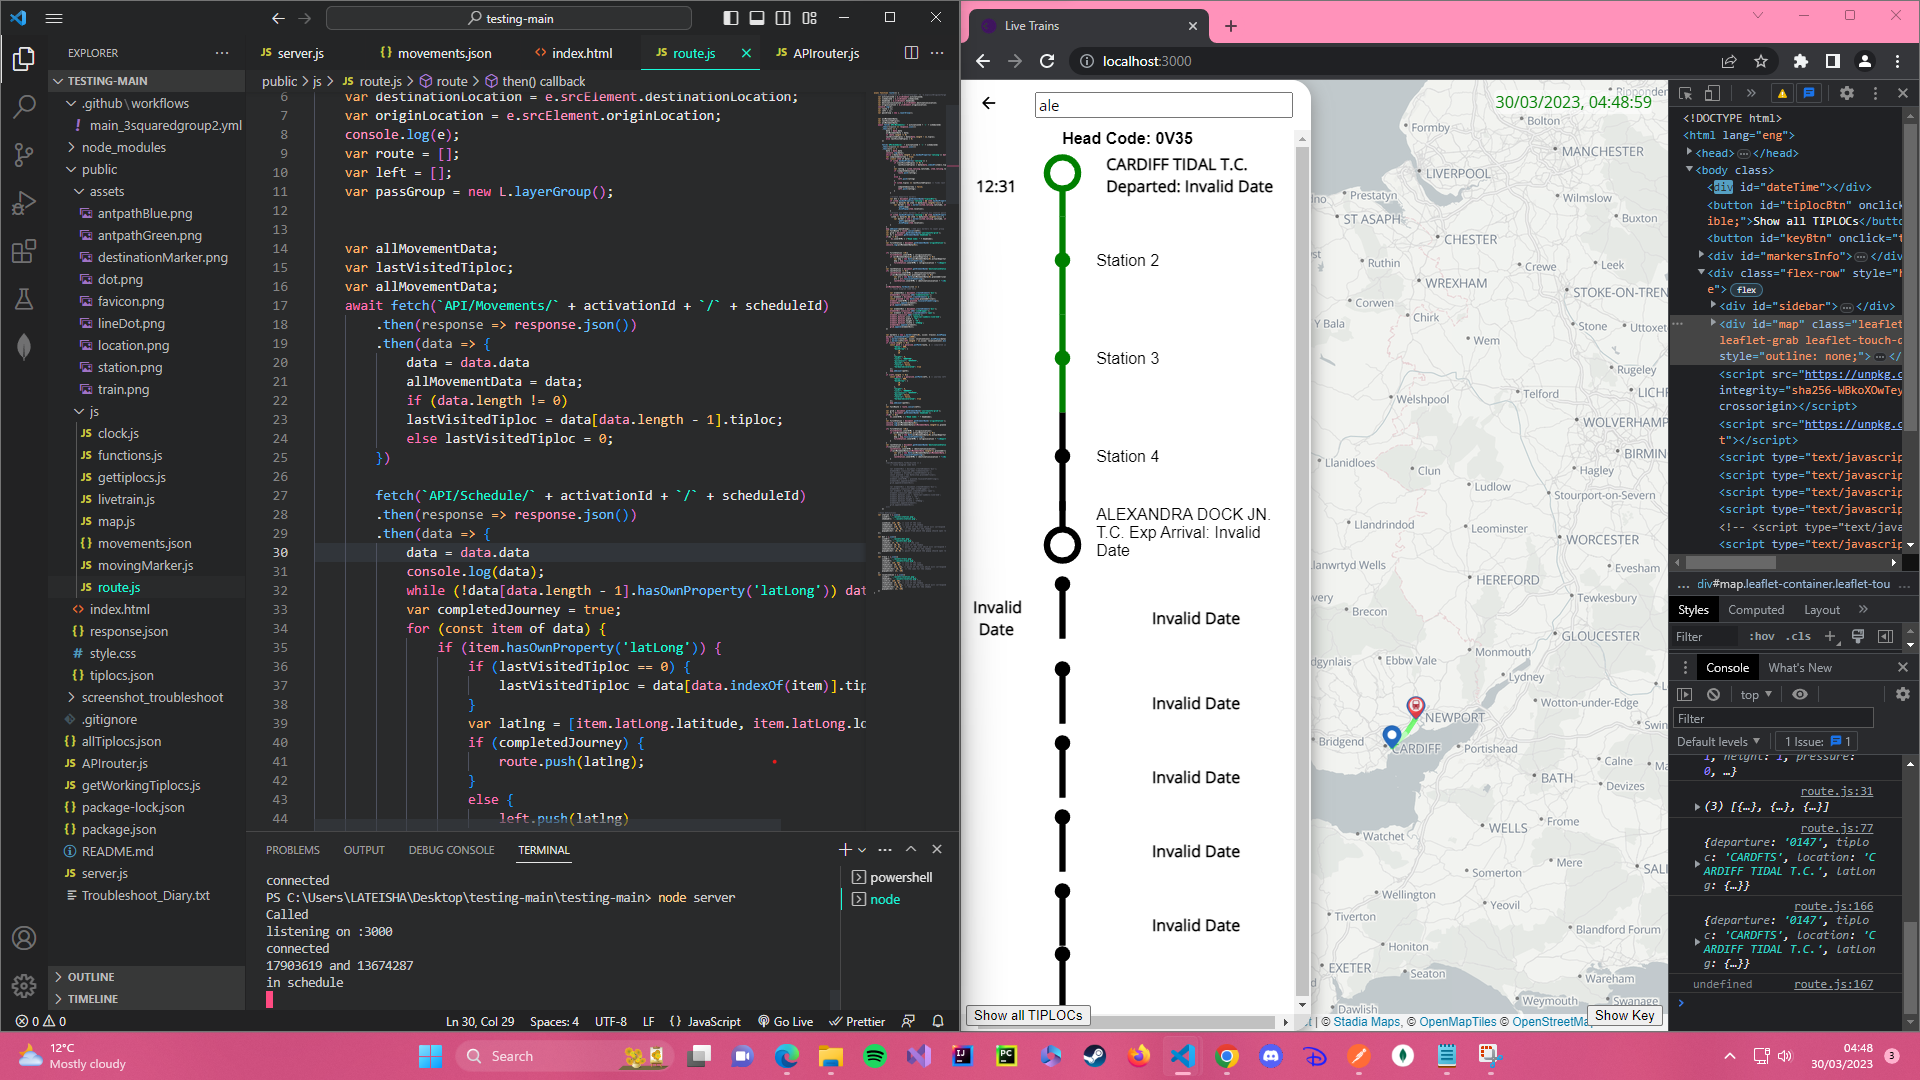 testing-main
EXPLORER
TESTING-MAIN
.github\workflows
main_3squaredgroup2.yml
node_modules
public
assets
antpathBlue.png
antpathGreen.png
destinationMarker.png
dot.png
favicon.png
lineDot.png
location.png
station.png
train.png
js
JS clock.js
JS functions.js
JS gettiplocs.js
JS livetrain.js
JS map.js
{} movements.json
JS movingMarker.js
JS route.js
<> index.html
{} response.json
# style.css
{} tiplocs.json
screenshot_troubleshoot
.gitignore
{} allTiplocs.json
JS APIrouter.js
JS getWorkingTiplocs.js
{} package-lock.json
{} package.json
README.md
JS server.js
Troubleshoot_Diary.txt
OUTLINE
TIMELINE
JS server.js {} movements.json <> index.html JS route.js JS APIrouter.js
public > js > JS route.js > route > then() callback
6 var destinationLocation = e.srcElement.destinationLocation;
7 var originLocation = e.srcElement.originLocation;
8 console.log(e);
9 var route = [];
10 var left = [];
11 var passGroup = new L.layerGroup();
12
13
14 var allMovementData;
15 var lastVisitedTiploc;
16 var allMovementData;
17 await fetch(`API/Movements/` + activationId + `/` + scheduleId)
18 .then(response => response.json())
19 .then(data => {
20 data = data.data
21 allMovementData = data;
22 if (data.length != 0)
23 lastVisitedTiploc = data[data.length - 1].tiploc;
24 else lastVisitedTiploc = 0;
25 })
26
27 fetch(`API/Schedule/` + activationId + `/` + scheduleId)
28 .then(response => response.json())
29 .then(data => {
30 data = data.data
31 console.log(data);
32 while (!data[data.length - 1].hasOwnProperty('latLong')) dat
33 var completedJourney = true;
34 for (const item of data) {
35 if (item.hasOwnProperty('latLong')) {
36 if (lastVisitedTiploc == 0) {
37 lastVisitedTiploc = data[data.indexOf(item)].tip
38 }
39 var latlng = [item.latLong.latitude, item.latLong.lo
40 if (completedJourney) {
41 route.push(latlng);
42 }
43 else {
44 left.push(latlng)
PROBLEMS OUTPUT DEBUG CONSOLE TERMINAL
connected
PS C:\Users\LATEISHA\Desktop\testing-main\testing-main> node server
Called
listening on :3000
connected
17903619 and 13674287
in schedule
powershell
node
0 0 Ln 30, Col 29 Spaces: 4 UTF-8 LF {} JavaScript Go Live Prettier
Live Trains
localhost:3000
ale
Head Code: 0V35
12:31
CARDIFF TIDAL T.C.
Departed: Invalid Date
Station 2
Station 3
Station 4
ALEXANDRA DOCK JN.
T.C. Exp Arrival: Invalid
Date
Invalid
Date
Invalid Date
Invalid Date
Invalid Date
Invalid Date
Invalid Date
Show all TIPLOCs
30/03/2023, 04:48:59
Formby
Bolton
MANCHESTER
LIVERPOOL
Prestatyn
ST ASAPH
Wilmslow
Buxton
CHESTER
Ruthin
Crewe
Leek
WREXHAM
STOKE-ON-TREN
Corwen
Y Bala
Chirk
Stone
Uttoxet
Wem
Rugeley
Telford
LICH
Welshpool
WOLVERHAM
Llanidloes
Clun
Ludlow
BIRMIN
Hagley
Stourport-on-Severn
Llandrindod
Leominster
WORCESTER
Llanwrtyd Wells
HEREFORD
Evesham
Tewkesbury
Brecon
GLOUCESTER
Monmouth
Ebbw Vale
Lydney
Wotton-under-Edge
NEWPORT
Bridgend
CARDIFF
Portishead
Calne
BATH
Devizes
WELLS
Frome
Watchet
Mere
Somerton
Wellington
Yeovil
Tiverton
Blandford Forum
Honiton
EXETER
Seaton
Wareham
Weymouth
Swanage
Dawlish
© Stadia Maps, © OpenMapTiles © OpenStreetMa
Show Key
<!DOCTYPE html>
<html lang="eng">
<head> … </head>
<body class>
<div id="dateTime"></div>
<button id="tiplocBtn" onclick
ible;">Show all TIPLOCs</button
<button id="keyBtn" onclick="t
<div id="markersInfo"> … </div
<div class="flex-row" style="h
e"> flex
<div id="sidebar"> … </div>
<div id="map" class="leaflet
leaflet-grab leaflet-touch-d
style="outline: none;"> … </
<script src="https://unpkg.c
integrity="sha256-WBkoXOwTey
crossorigin></script>
<script src="https://unpkg.c
t"></script>
<script type="text/javascrip
<script type="text/javascrip
<script type="text/javascrip
<script type="text/javascrip
<!-- <script type="text/java
<script type="text/javascrip
... div#map.leaflet-container.leaflet-tou ...
Styles Computed Layout
Filter :hov .cls
Console What's New
top
Filter
Default levels 1 Issue: 1
1, height: 1, pressure:
0, …}
route.js:31
(3) [{…}, {…}, {…}]
route.js:77
{departure: '0147', tiplo
c: 'CARDFTS', location: 'C
ARDIFF TIDAL T.C.', latLon
g: {…}}
route.js:166
{departure: '0147', tiplo
c: 'CARDFTS', location: 'C
ARDIFF TIDAL T.C.', latLon
g: {…}}
undefined route.js:167
12°C
Mostly cloudy
Search
04:48
30/03/2023
3